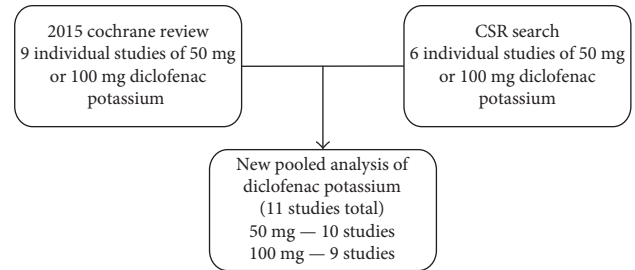 2015 cochrane review
9 individual studies of 50 mg
or 100 mg diclofenac
potassium
CSR search
6 individual studies of 50 mg
or 100 mg diclofenac
potassium
New pooled analysis of
diclofenac potassium
(11 studies total)
50 mg — 10 studies
100 mg — 9 studies